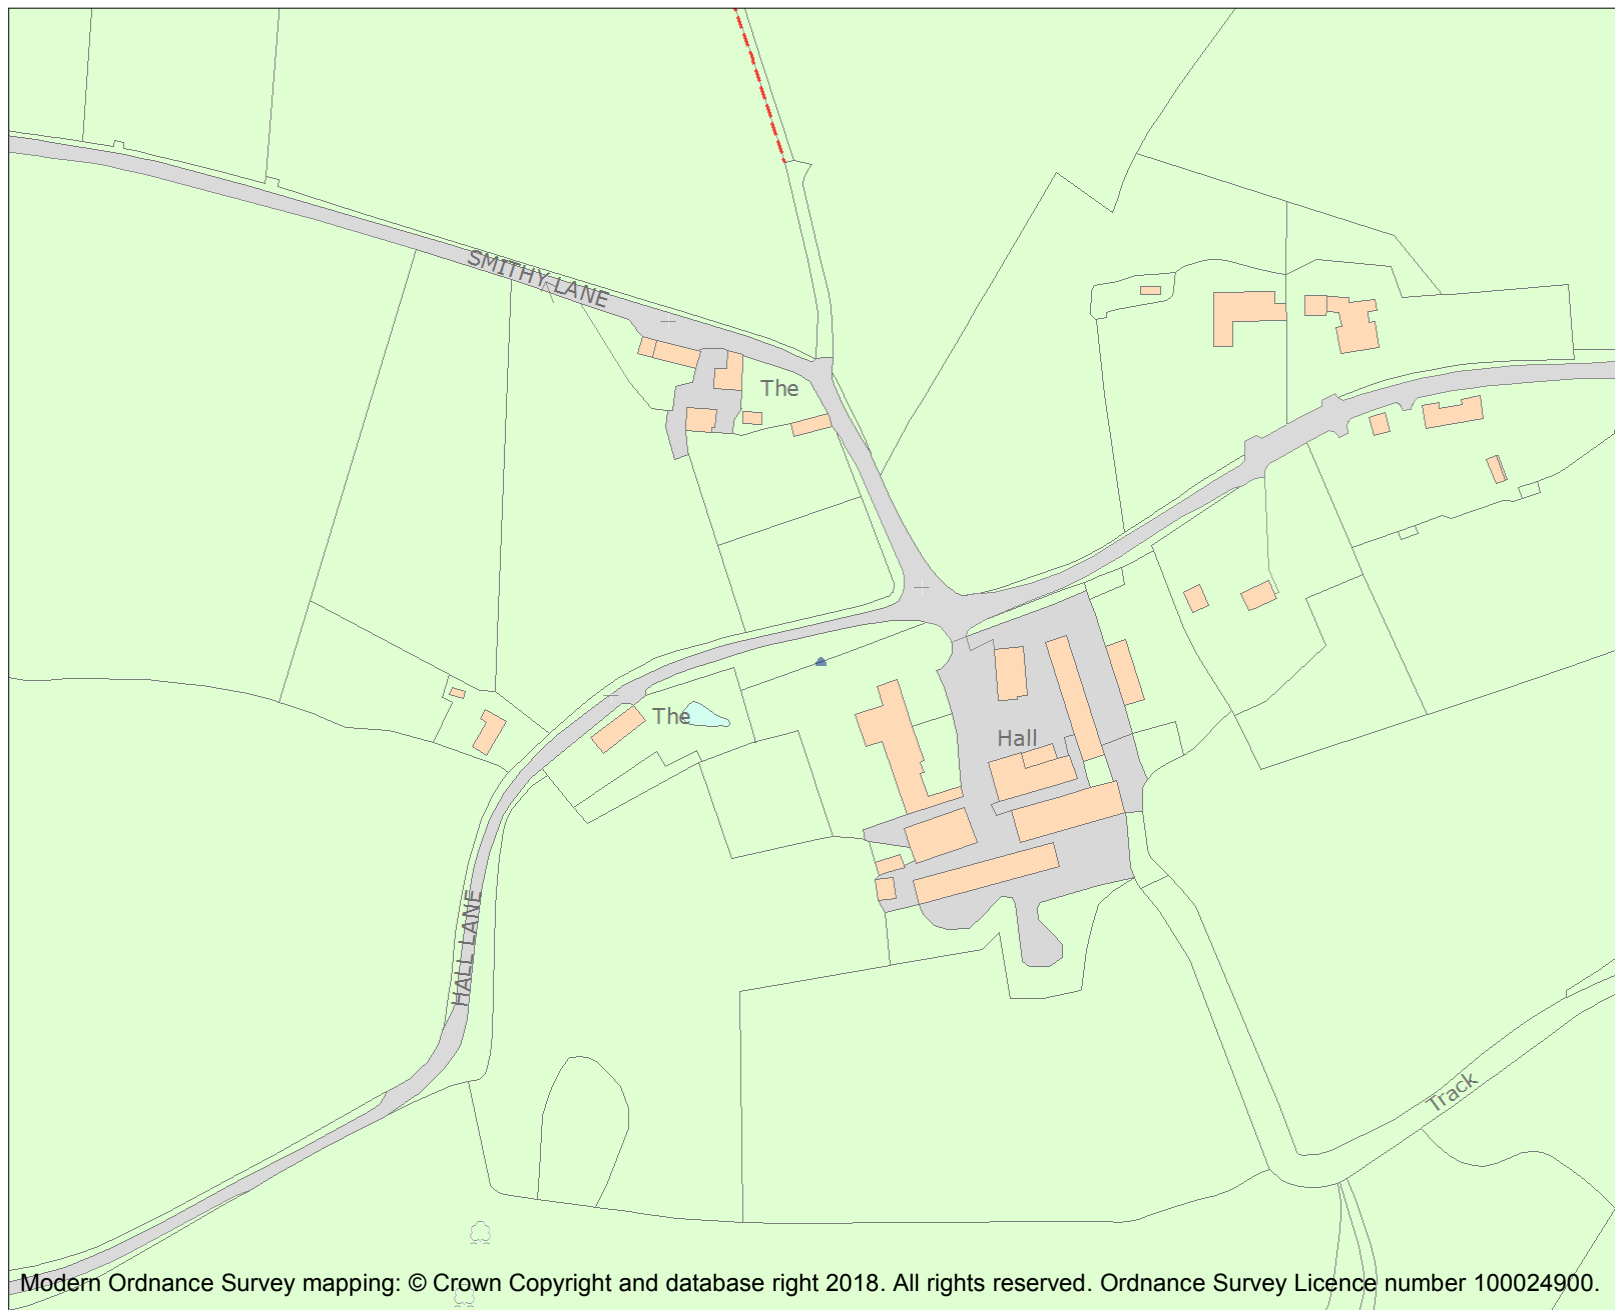 SMITHY LANE
The
The
Hall
HALL LANE
Track
Modern Ordnance Survey mapping: © Crown Copyright and database right 2018. All rights reserved. Ordnance Survey Licence number 100024900.